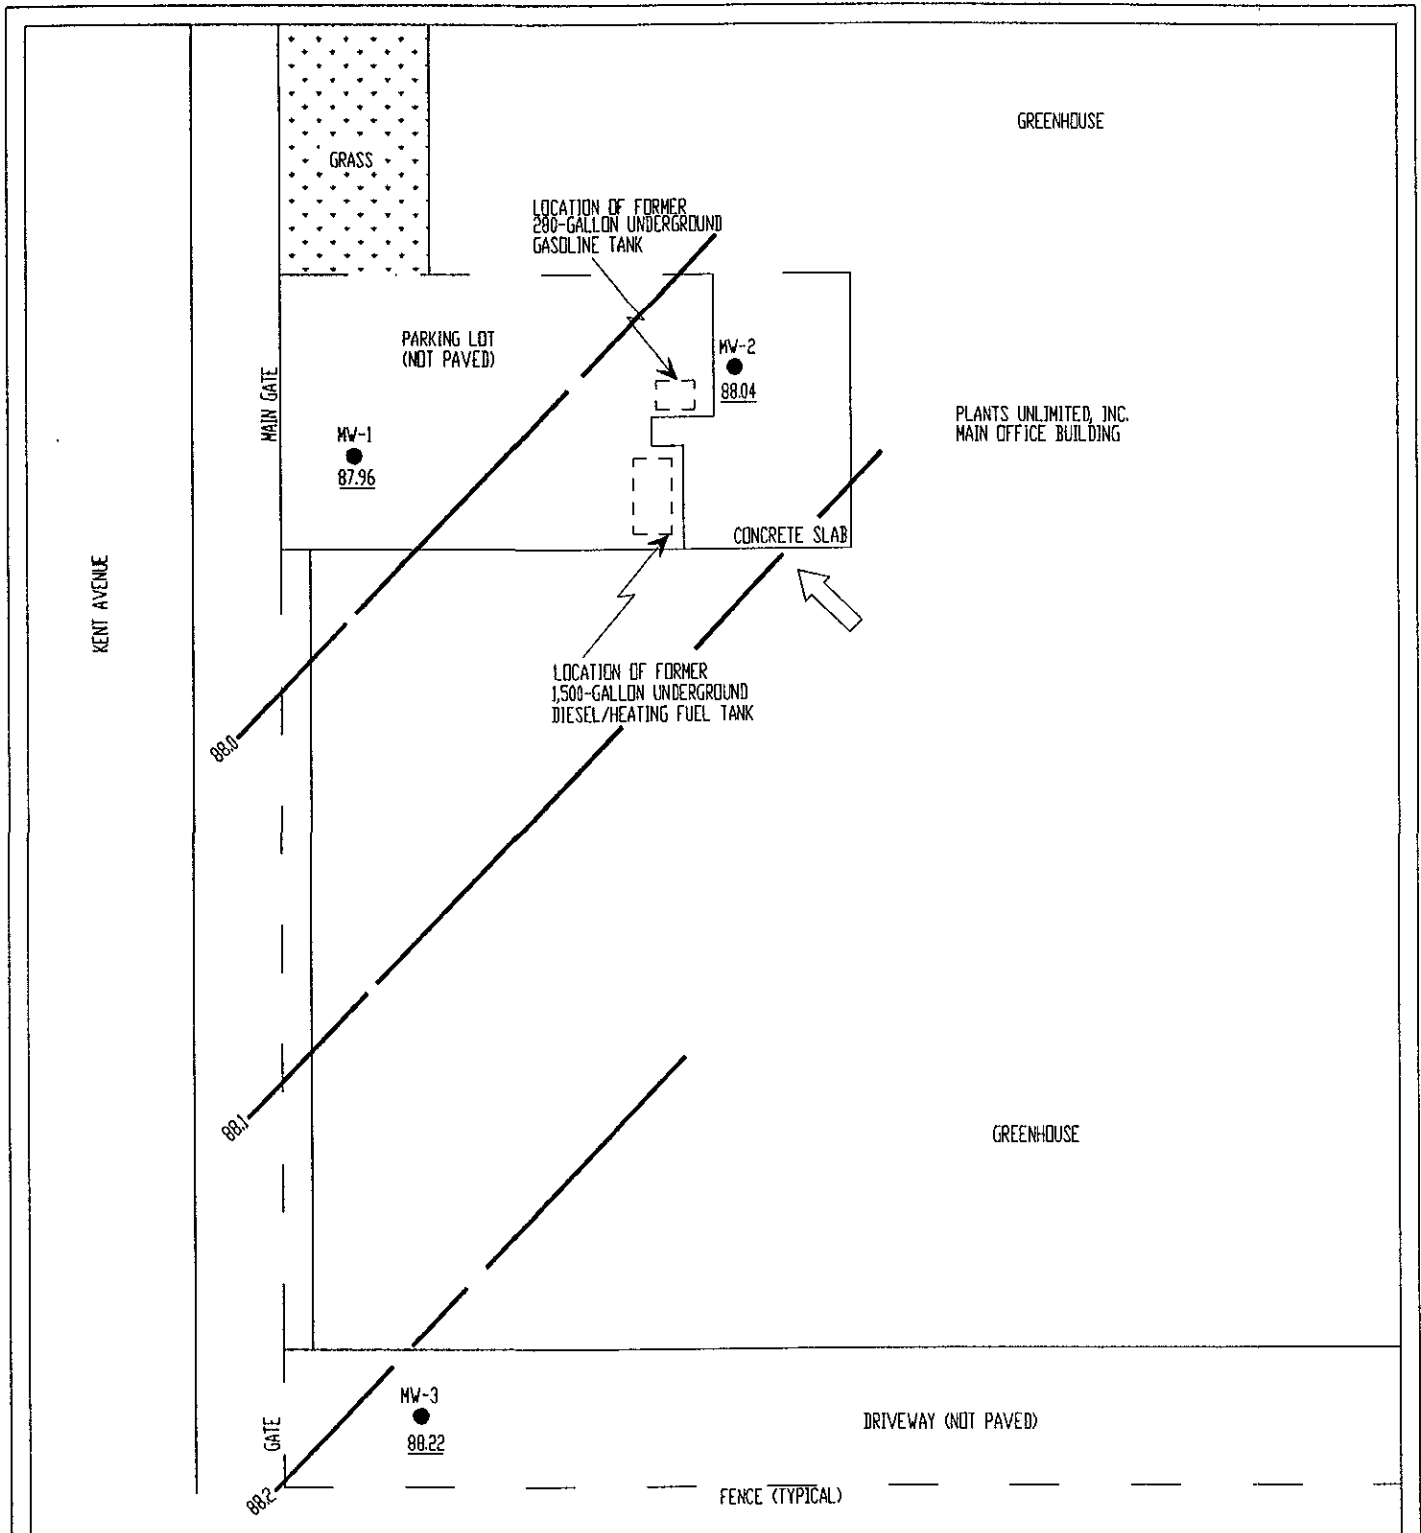 GREENHOUSE
GRASS
LOCATION OF FORMER
280-GALLON UNDERGROUND
GASOLINE TANK
PARKING LOT
(NOT PAVED)
MAIN GATE
MW-2
88.04
MW-1
87.96
PLANTS UNLIMITED, INC.
MAIN OFFICE BUILDING
CONCRETE SLAB
KENT AVENUE
LOCATION OF FORMER
1,500-GALLON UNDERGROUND
DIESEL/HEATING FUEL TANK
88.0
88.1
GREENHOUSE
MW-3
88.22
GATE
DRIVEWAY (NOT PAVED)
88.2
FENCE (TYPICAL)